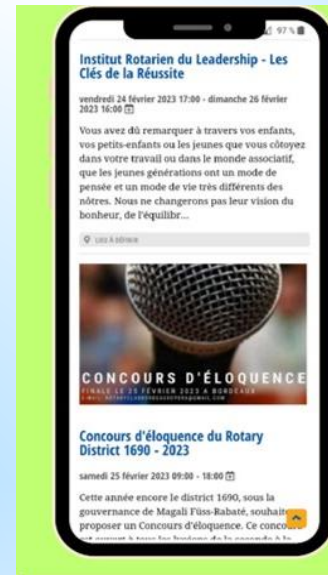 97 %
Institut Rotarien du Leadership - Les
Clés de la Réussite
vendredi 24 février 2023 17:00 - dimanche 26 février
2023 16:00
Vous avez dû remarquer à travers vos enfants,
vos petits-enfants ou les jeunes que vous côtoyez
dans votre travail ou dans le monde associatif,
que les jeunes générations ont un mode de
pensée et un mode de vie très différents des
nôtres. Nous ne changerons pas leur vision du
bonheur, de l'équilibr...
CONCOURS D'ÉLOQUENCE
FINALE LE 25 FÉVRIER 2023 A BORDEAUX
Concours d'éloquence du Rotary
District 1690 - 2023
samedi 25 février 2023 09:00 - 18:00
Cette année encore le district 1690, sous la
gouvernance de Magali Füss-Rabaté, souhaite
proposer un Concours d'éloquence. Ce concou